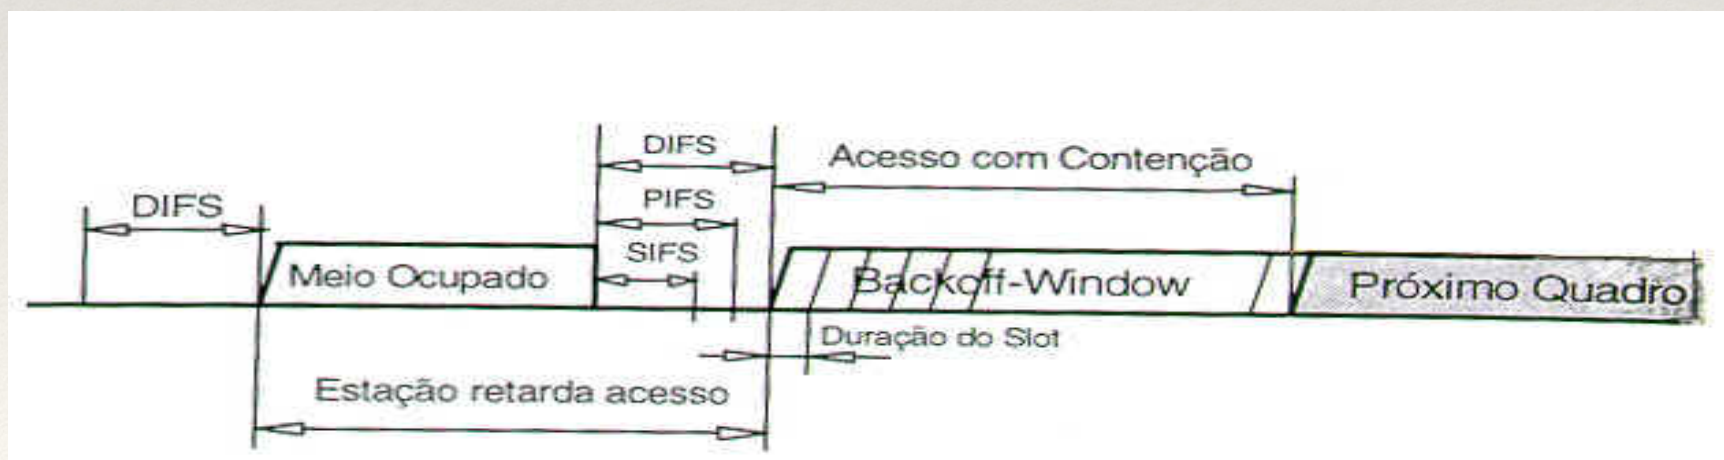 DIFS
DIFS
PIFS
SIFS
Acesso com Contenção
Meio Ocupado
Backoff-Window
Próximo Quadro
Duração do Slot
Estação retarda acesso